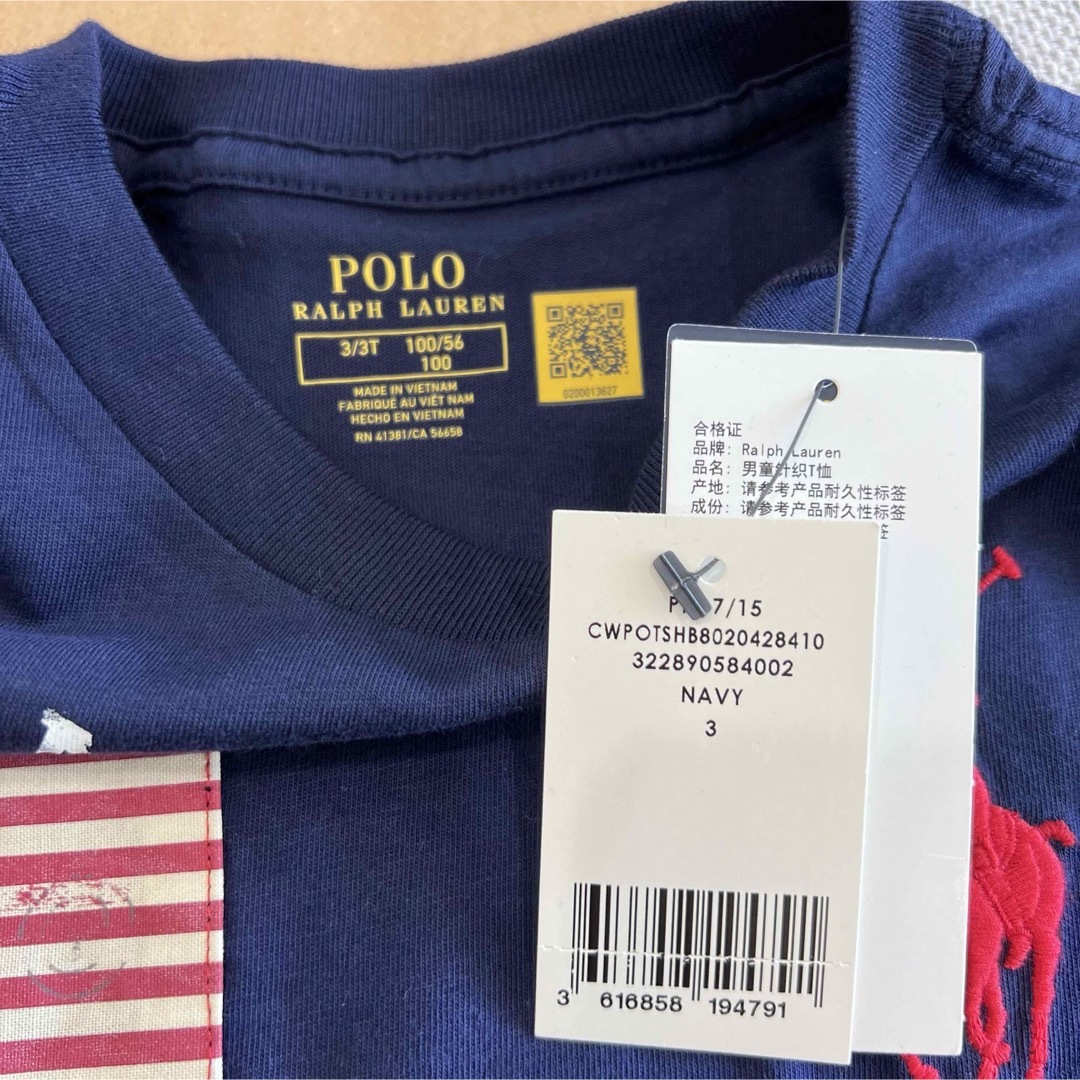 POLO
RALPH LAUREN
3/3T 100/56
100
MADE IN VIETNAM
FABRIQUÉ AU VIÊT NAM
HECHO EN VIETNAM
RN 41381/CA 56658
0200013627
合格证
品牌: Ralph Lauren
品名: 男童针织T恤
产地: 请参考产品耐久性标签
成份: 请参考产品耐久性标签
签
7/15
CWPOTSHB8020428410
322890584002
NAVY
3
3 616858 194791